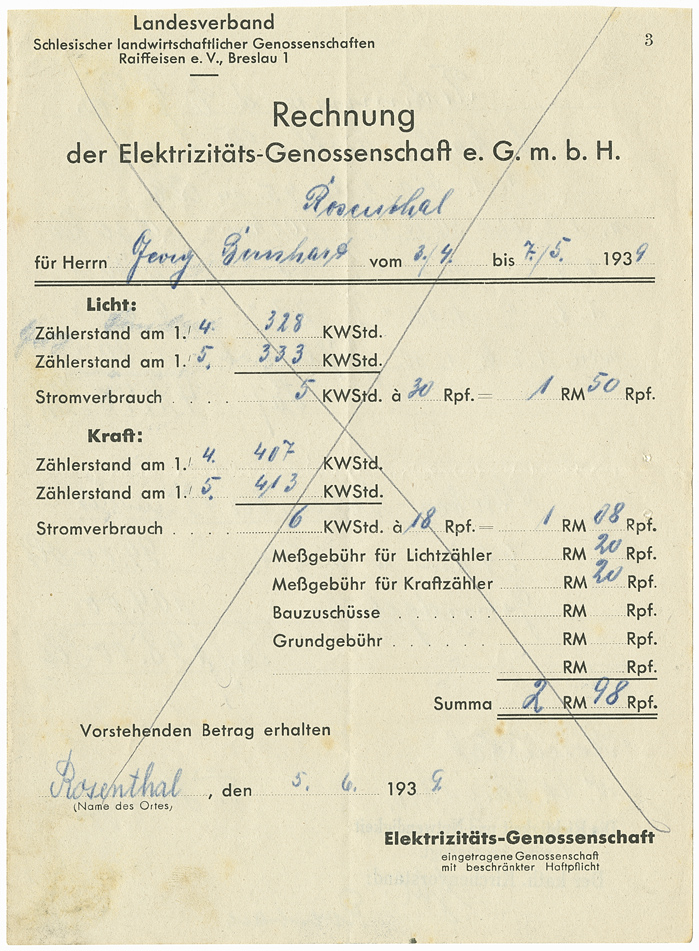 Landesverband
Schlesischer landwirtschaftlicher Genossenschaften
Raiffeisen e. V., Breslau 1
3
Rechnung
der Elektrizitäts-Genossenschaft e. G. m. b. H.
Rosenthal
für Herrn Georg vom 3./4. bis 7./5. 1939
Licht:
Zählerstand am 1./4. 328 KWStd.
Zählerstand am 1./5. 333 KWStd.
Stromverbrauch . . . . 5 KWStd. à 30 Rpf. = 1 RM 50 Rpf.
Kraft:
Zählerstand am 1./4. 407 KWStd.
Zählerstand am 1./5. 413 KWStd.
Stromverbrauch . . . . 6 KWStd. à 18 Rpf. = 1 RM 08 Rpf.
Meßgebühr für Lichtzähler RM 20 Rpf.
Meßgebühr für Kraftzähler RM 20 Rpf.
Bauzuschüsse . . . . . . RM Rpf.
Grundgebühr . . . . . . RM Rpf.
RM Rpf.
Summa 2 RM 98 Rpf.
Vorstehenden Betrag erhalten
Rosenthal, den 5. 6. 1939
(Name des Ortes)
Elektrizitäts-Genossenschaft
eingetragene Genossenschaft
mit beschränkter Haftpflicht